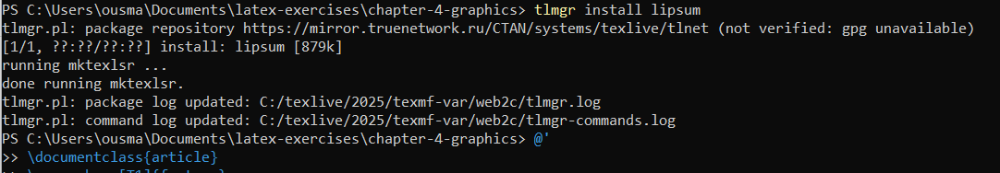 PS C:\Users\ousma\Documents\latex-exercises\chapter-4-graphics> tlmgr install lipsum
tlmgr.pl: package repository https://mirror.truenetwork.ru/CTAN/systems/texlive/tlnet (not verified: gpg unavailable)
[1/1, ??:??/??:??] install: lipsum [879k]
running mktexlsr ...
done running mktexlsr.
tlmgr.pl: package log updated: C:/texlive/2025/texmf-var/web2c/tlmgr.log
tlmgr.pl: command log updated: C:/texlive/2025/texmf-var/web2c/tlmgr-commands.log
PS C:\Users\ousma\Documents\latex-exercises\chapter-4-graphics> @'
>> \documentclass{article}